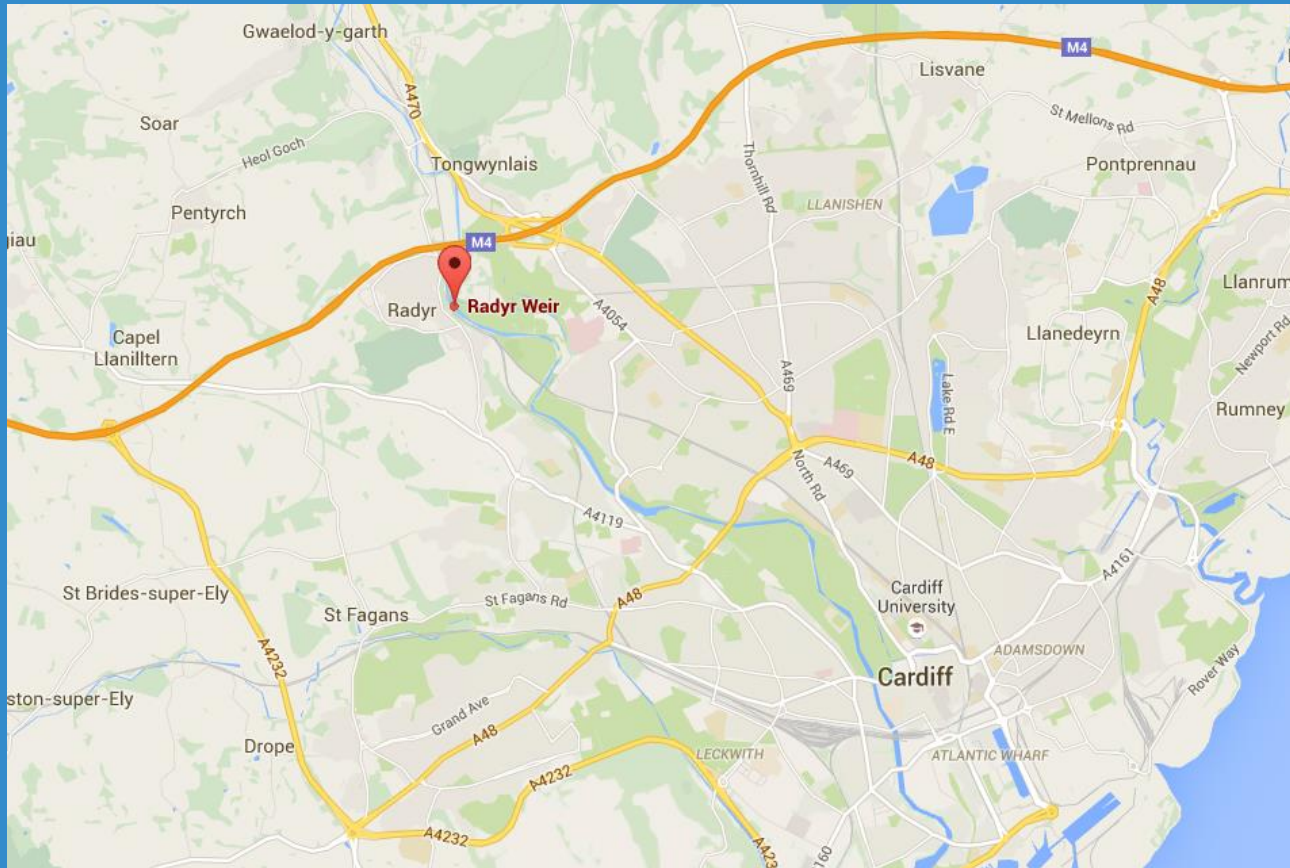 Gwaelod-y-garth
M4
Lisvane
A470
Soar
St Mellons Rd
Heol Goch
Tongwynlais
Thornhill Rd
Pontprennau
Pentyrch
LLANISHEN
giau
M4
Llanrum
A48
Radyr
Radyr Weir
A4054
Llanedeyrn
Newport Rd
Capel
Llanilltern
A469
Lake Rd E
Rumney
A48
North Rd
A469
A4119
A4161
St Brides-super-Ely
St Fagans Rd
A48
Cardiff
University
St Fagans
A4232
ADAMSDOWN
Cardiff
Rover Way
ston-super-Ely
Grand Ave
A48
Drope
LECKWITH
ATLANTIC WHARF
A4232
A4232
A423
160